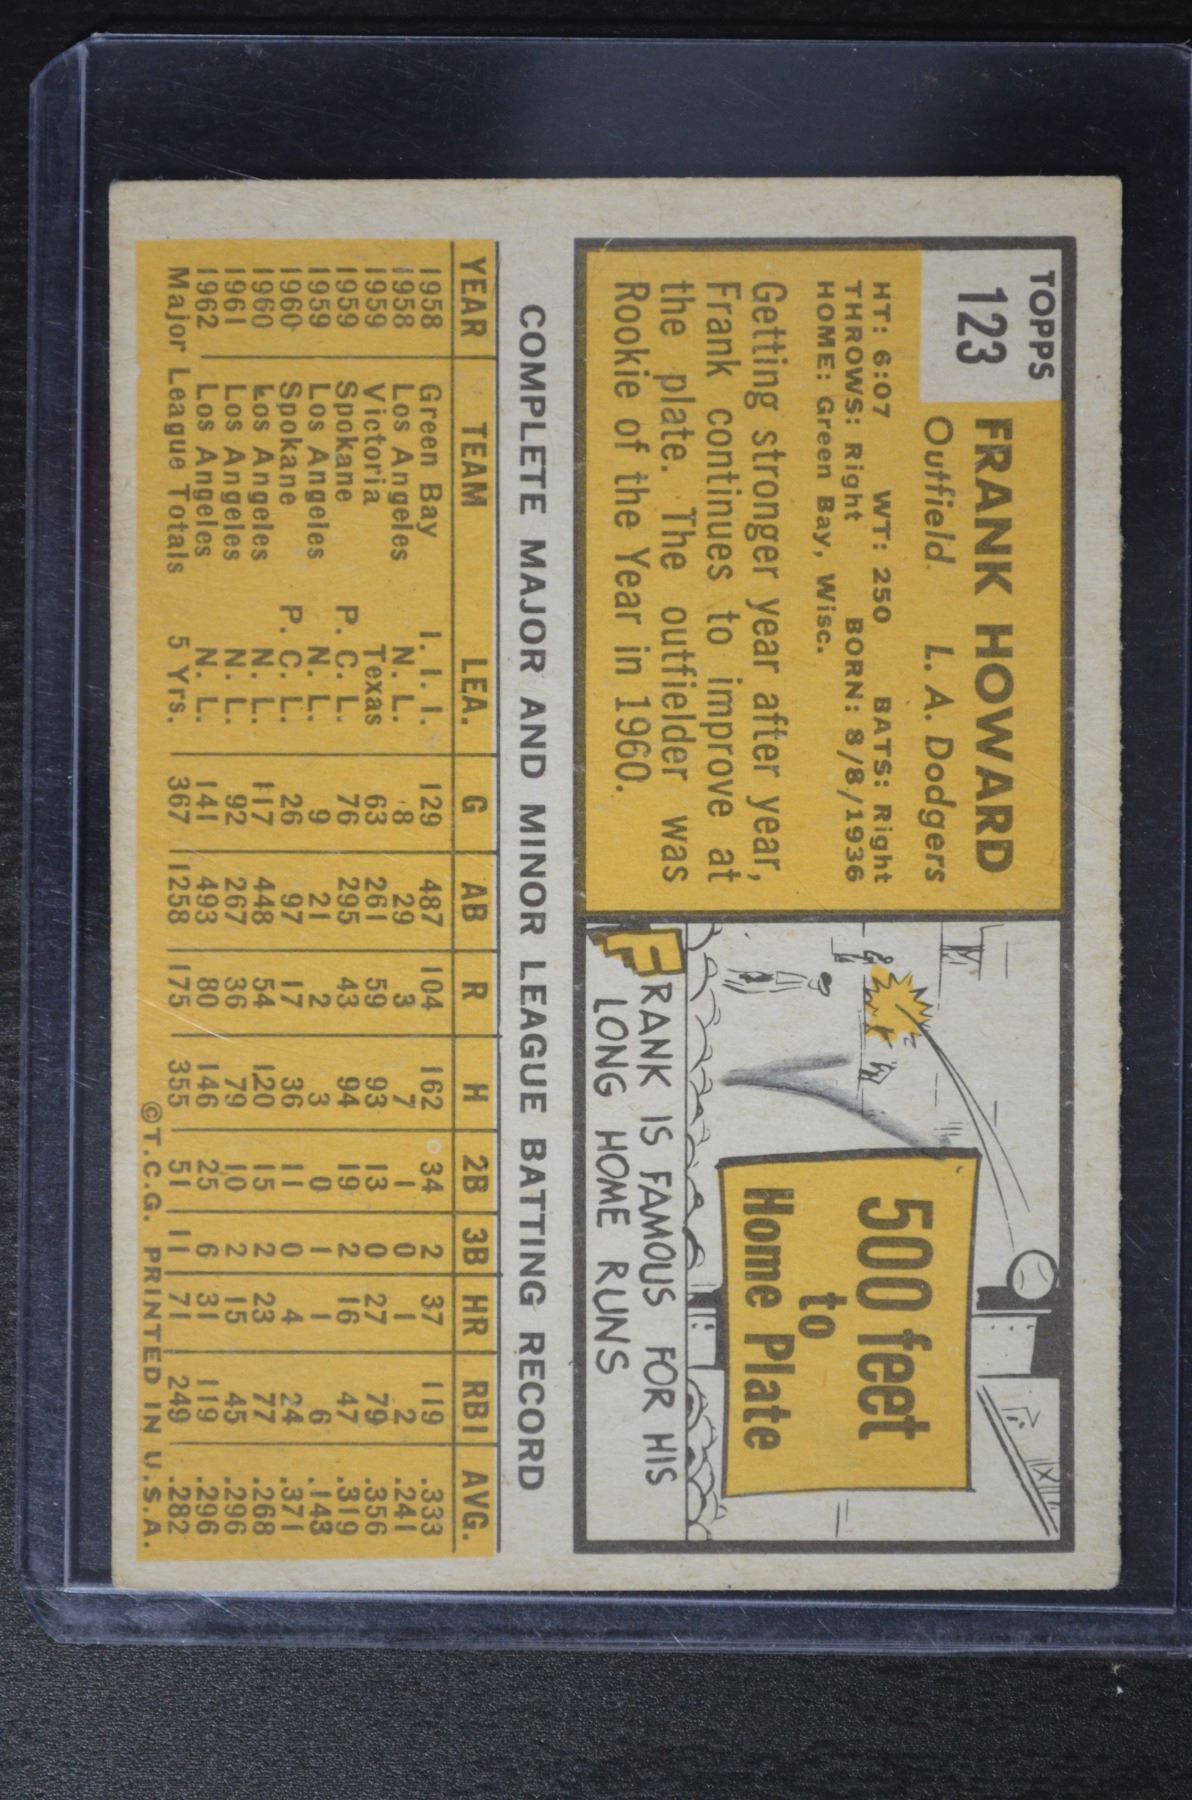 TOPPS
123
FRANK HOWARD
Outfield L. A. Dodgers
HT: 6:07 WT: 250 BATS: Right
THROWS: Right BORN: 8/8/1936
HOME: Green Bay, Wisc.
Getting stronger year after year,
Frank continues to improve at
the plate. The outfielder was
Rookie of the Year in 1960.
500 feet
to
Home Plate
FRANK IS FAMOUS FOR HIS
LONG HOME RUNS
COMPLETE MAJOR AND MINOR LEAGUE BATTING RECORD
YEAR TEAM LEA. G AB R H 2B 3B HR RBI AVG.
1958 Green Bay I. I. I. 129 487 104 162 34 2 37 119 .333
1958 Los Angeles N. L. 8 29 3 7 1 0 1 2 .241
1959 Victoria Texas 63 261 59 93 13 0 27 79 .356
1959 Spokane P. C. L. 76 295 43 94 19 2 16 47 .319
1959 Los Angeles N. L. 9 21 2 3 0 1 1 6 .143
1960 Spokane P. C. L. 26 97 17 36 11 0 4 24 .371
1960 Los Angeles N. L. 117 448 54 120 15 2 23 77 .268
1961 Los Angeles N. L. 92 267 36 79 10 2 15 45 .296
1962 Los Angeles N. L. 141 493 80 146 25 6 31 119 .296
Major League Totals 5 Yrs. 367 1258 175 355 51 11 71 249 .282
©T.C.G. PRINTED IN U.S.A.